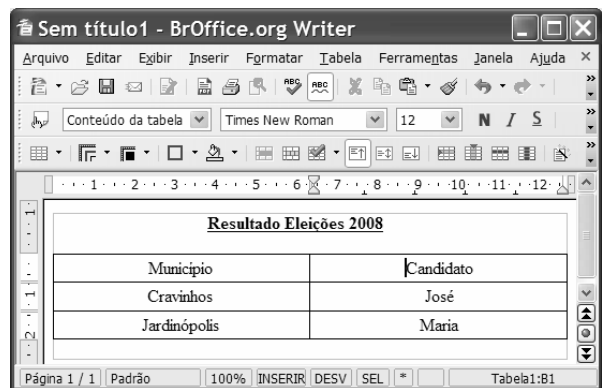 Sem título1 - BrOffice.org Writer
Arquivo Editar Exibir Inserir Formatar Tabela Ferramentas Janela Ajuda
ABC ABC
Conteúdo da tabela Times New Roman 12 N I S
1 2 3 4 5 6 7 8 9 10 11 12
Resultado Eleições 2008
Município Candidato
Cravinhos José
Jardinópolis Maria
Página 1 / 1 Padrão 100% INSERIR DESV SEL * Tabela1:B1